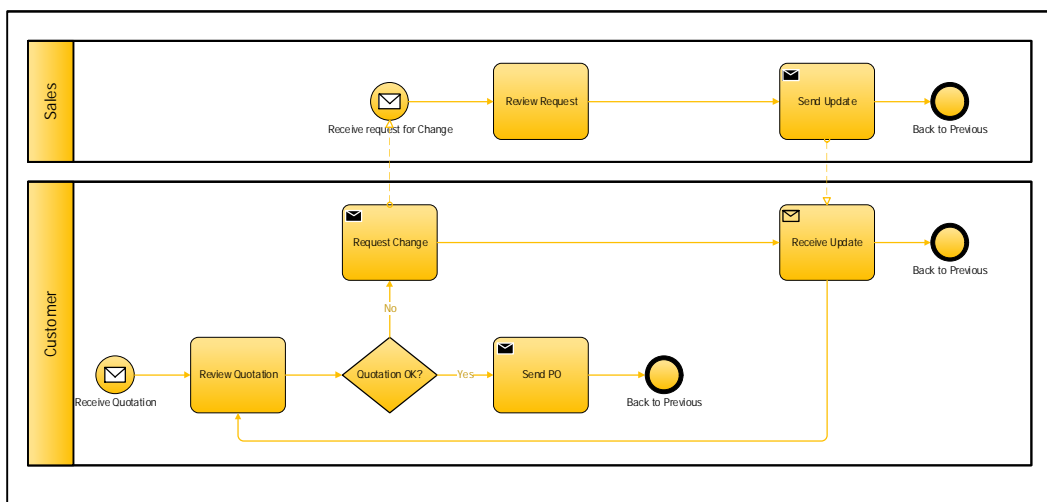 Sales
Receive request for Change
Review Request
Send Update
Back to Previous
Customer
Request Change
Receive Update
Back to Previous
No
Receive Quotation
Review Quotation
Quotation OK?
Yes
Send PO
Back to Previous